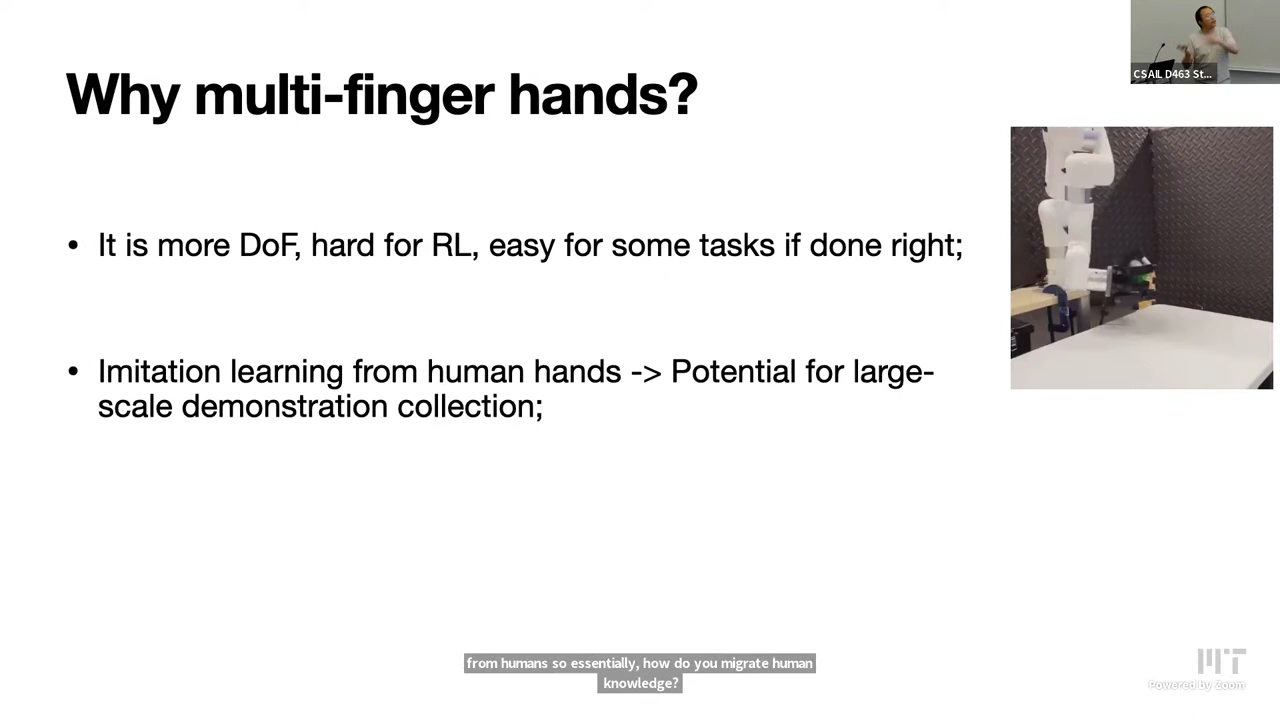 CSAIL D463 St...
Why multi-finger hands?
• It is more DoF, hard for RL, easy for some tasks if done right;
• Imitation learning from human hands -> Potential for large-
scale demonstration collection;
from humans so essentially, how do you migrate human
knowledge?
MIT
Powered by Zoom